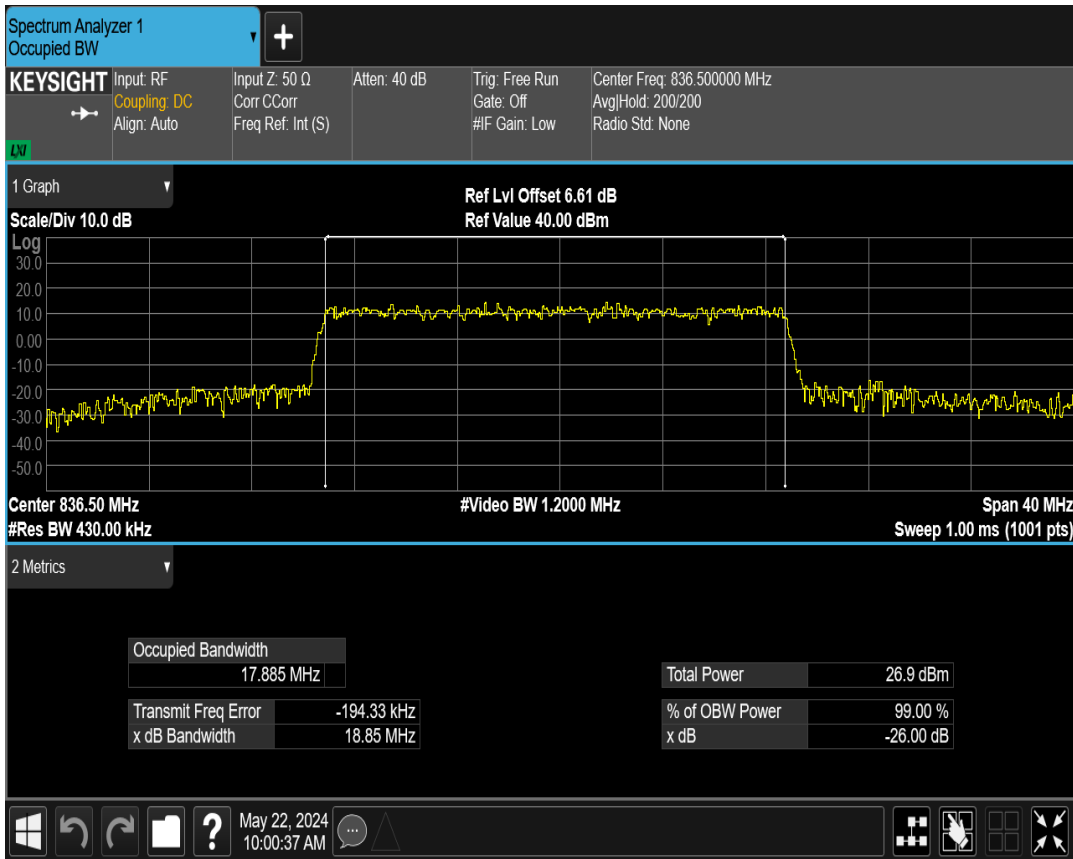 Spectrum Analyzer 1
Occupied BW
KEYSIGHT
LXI
Input: RF
Coupling: DC
Align: Auto
Input Z: 50 Ω
Corr CCorr
Freq Ref: Int (S)
Atten: 40 dB
Trig: Free Run
Gate: Off
#IF Gain: Low
Center Freq: 836.500000 MHz
Avg|Hold: 200/200
Radio Std: None
1 Graph
Scale/Div 10.0 dB
Ref Lvl Offset 6.61 dB
Ref Value 40.00 dBm
Log
30.0
20.0
10.0
0.00
-10.0
-20.0
-30.0
-40.0
-50.0
Center 836.50 MHz
#Video BW 1.2000 MHz
Span 40 MHz
#Res BW 430.00 kHz
Sweep 1.00 ms (1001 pts)
2 Metrics
Occupied Bandwidth
17.885 MHz
Transmit Freq Error -194.33 kHz
x dB Bandwidth 18.85 MHz
Total Power 26.9 dBm
% of OBW Power 99.00 %
x dB -26.00 dB
?
May 22, 2024
10:00:37 AM